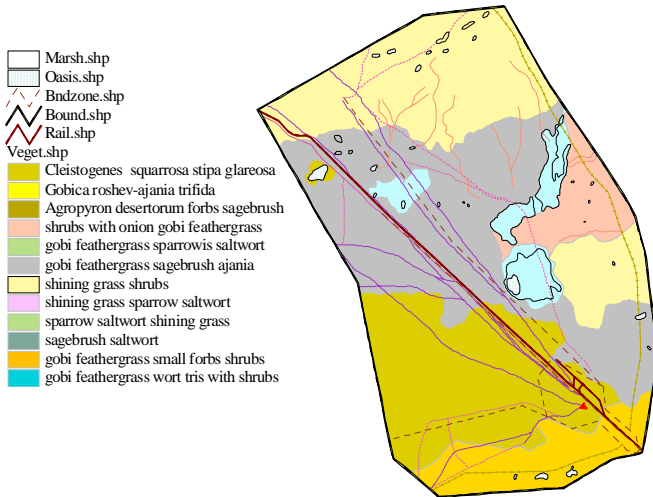 Marsh.shp
Oasis.shp
Bndzone.shp
Bound.shp
Rail.shp
Veget.shp
Cleistogenes squarrosa stipa glareosa
Gobica roshev-ajania trifida
Agropyron desertorum forbs sagebrush
shrubs with onion gobi feathergrass
gobi feathergrass sparrowis saltwort
gobi feathergrass sagebrush ajania
shining grass shrubs
shining grass sparrow saltwort
sparrow saltwort shining grass
sagebrush saltwort
gobi feathergrass small forbs shrubs
gobi feathergrass wort tris with shrubs